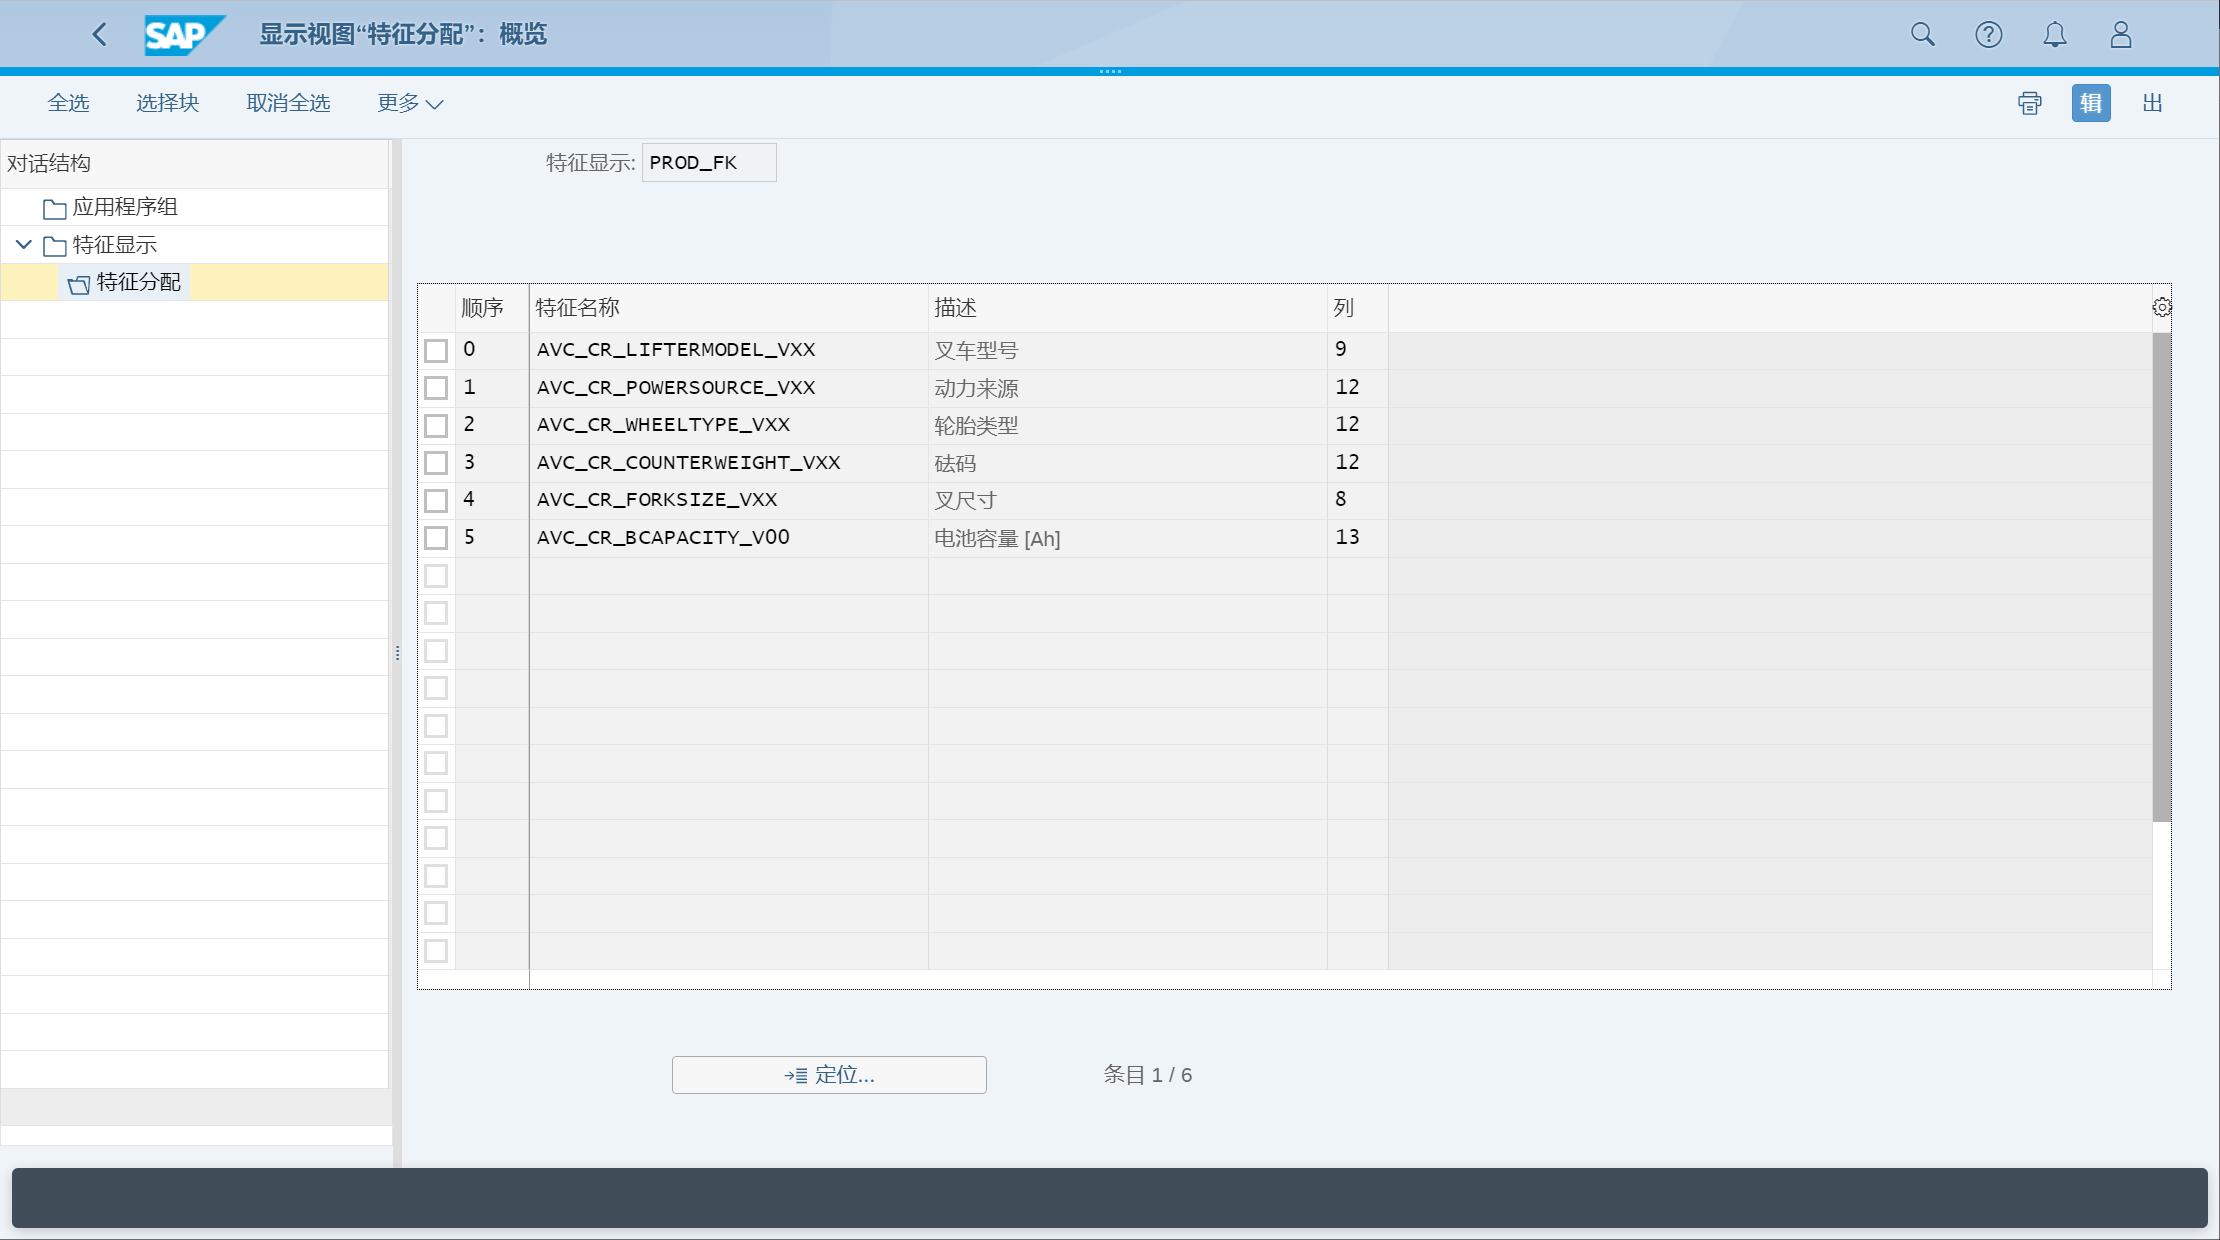 SAP 显示视图“特征分配”：概览
全选 选择块 取消全选 更多 辑 出
对话结构
应用程序组
特征显示
特征分配
特征显示: PROD_FK
顺序 特征名称 描述 列
0 AVC_CR_LIFTERMODEL_VXX 叉车型号 9
1 AVC_CR_POWERSOURCE_VXX 动力来源 12
2 AVC_CR_WHEELTYPE_VXX 轮胎类型 12
3 AVC_CR_COUNTERWEIGHT_VXX 砝码 12
4 AVC_CR_FORKSIZE_VXX 叉尺寸 8
5 AVC_CR_BCAPACITY_V00 电池容量 [Ah] 13
定位... 条目 1 / 6